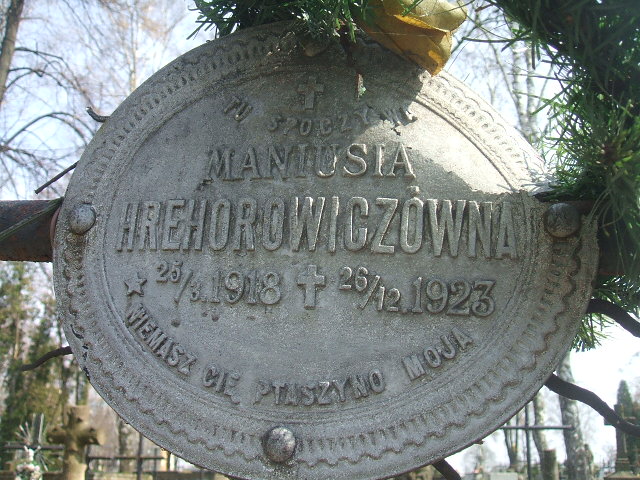 TU SPOCZYWA
MANIUSIA
HREHOROWICZÓWNA
25/3.1918 26/12.1923
NIEMASZ CIĘ PTASZYNO MOJA